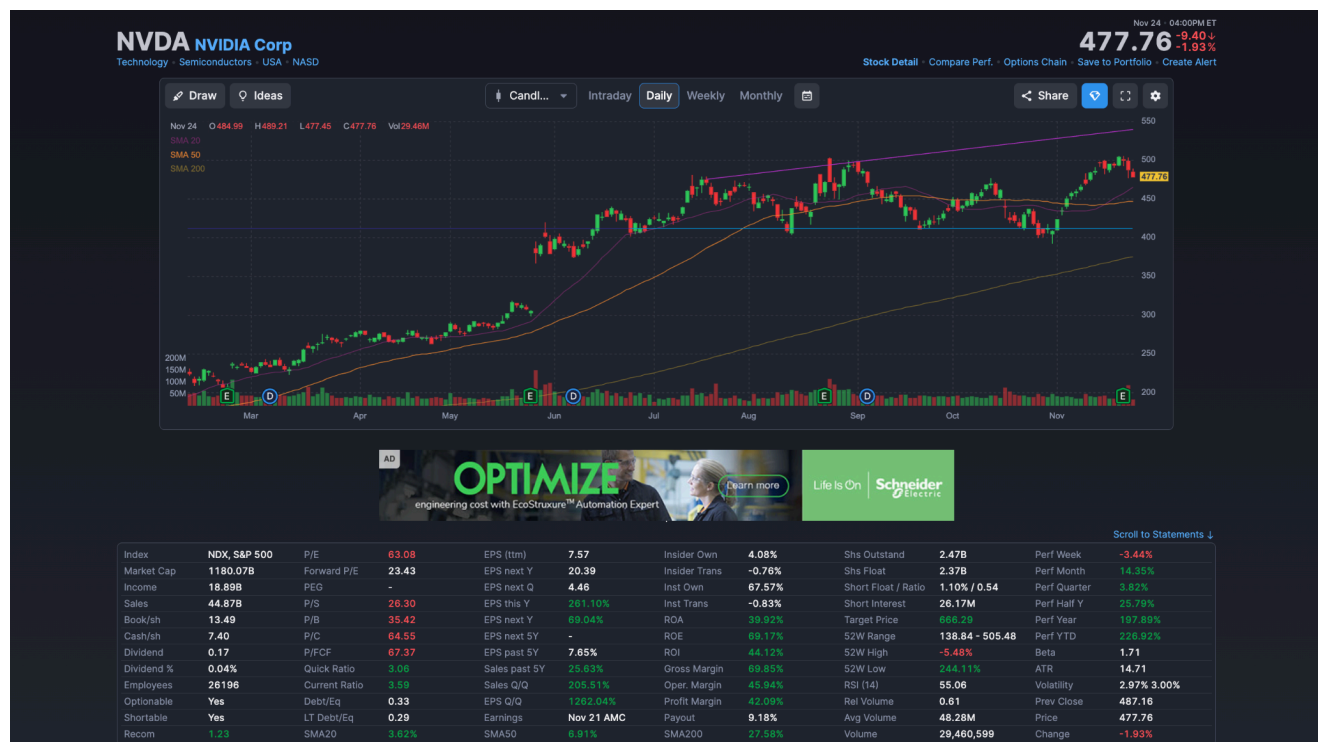 Nov 24 · 04:00PM ET
NVDA NVIDIA Corp
477.76 -9.40↓
-1.93%
Technology · Semiconductors · USA · NASD
Stock Detail · Compare Perf. · Options Chain · Save to Portfolio · Create Alert
Draw Ideas Candl... Intraday Daily Weekly Monthly Share
Nov 24 O484.99 H489.21 L477.45 C477.76 Vol29.46M
SMA 20
SMA 50
SMA 200
550
500
477.76
450
400
350
300
250
200
200M
150M
100M
50M
E D E D E D E
Mar Apr May Jun Jul Aug Sep Oct Nov
AD
OPTIMIZE
engineering cost with EcoStruxure™ Automation Expert
Learn more
Life Is On Schneider Electric
Scroll to Statements ↓
Index NDX, S&P 500 P/E 63.08 EPS (ttm) 7.57 Insider Own 4.08% Shs Outstand 2.47B Perf Week -3.44%
Market Cap 1180.07B Forward P/E 23.43 EPS next Y 20.39 Insider Trans -0.76% Shs Float 2.37B Perf Month 14.35%
Income 18.89B PEG - EPS next Q 4.46 Inst Own 67.57% Short Float / Ratio 1.10% / 0.54 Perf Quarter 3.82%
Sales 44.87B P/S 26.30 EPS this Y 261.10% Inst Trans -0.83% Short Interest 26.17M Perf Half Y 25.79%
Book/sh 13.49 P/B 35.42 EPS next Y 69.04% ROA 39.92% Target Price 666.29 Perf Year 197.89%
Cash/sh 7.40 P/C 64.55 EPS next 5Y - ROE 69.17% 52W Range 138.84 - 505.48 Perf YTD 226.92%
Dividend 0.17 P/FCF 67.37 EPS past 5Y 7.65% ROI 44.12% 52W High -5.48% Beta 1.71
Dividend % 0.04% Quick Ratio 3.06 Sales past 5Y 25.63% Gross Margin 69.85% 52W Low 244.11% ATR 14.71
Employees 26196 Current Ratio 3.59 Sales Q/Q 205.51% Oper. Margin 45.94% RSI (14) 55.06 Volatility 2.97% 3.00%
Optionable Yes Debt/Eq 0.33 EPS Q/Q 1262.04% Profit Margin 42.09% Rel Volume 0.61 Prev Close 487.16
Shortable Yes LT Debt/Eq 0.29 Earnings Nov 21 AMC Payout 9.18% Avg Volume 48.28M Price 477.76
Recom 1.23 SMA20 3.62% SMA50 6.91% SMA200 27.58% Volume 29,460,599 Change -1.93%